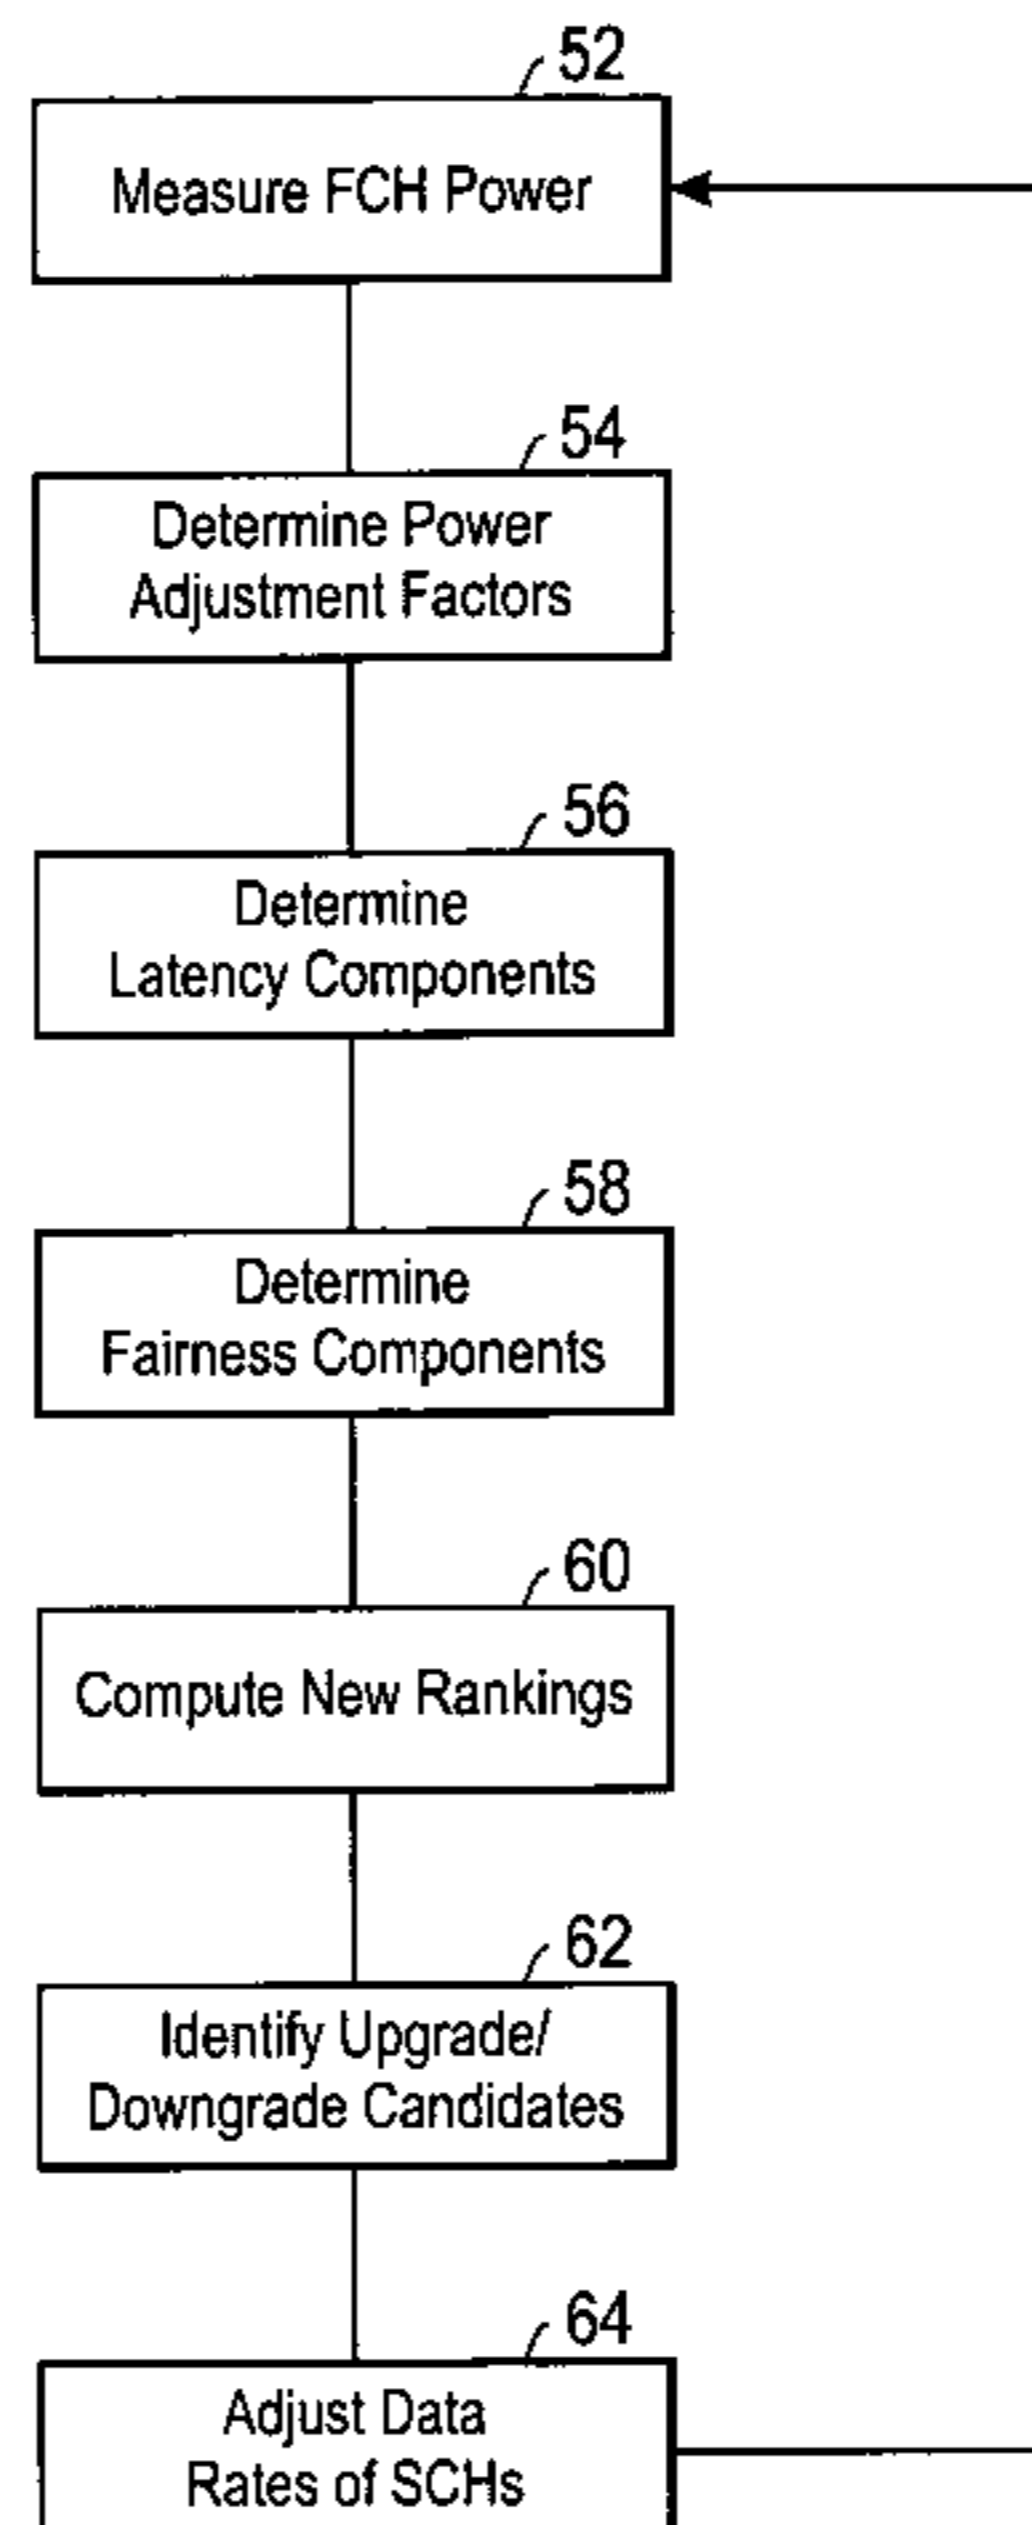 52
Measure FCH Power
54
Determine Power
Adjustment Factors
56
Determine
Latency Components
58
Determine
Fairness Components
60
Compute New Rankings
62
Identify Upgrade/
Downgrade Candidates
64
Adjust Data
Rates of SCHs